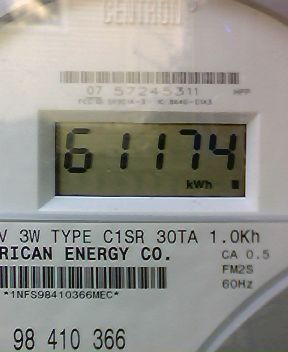 CENTRON
07 57245311
61174
kWh
V 3W TYPE C1SR 30TA 1.0Kh
RICAN ENERGY CO.
CA 0.5
FM2S
60Hz
*1NFS98410366MEC*
98 410 366